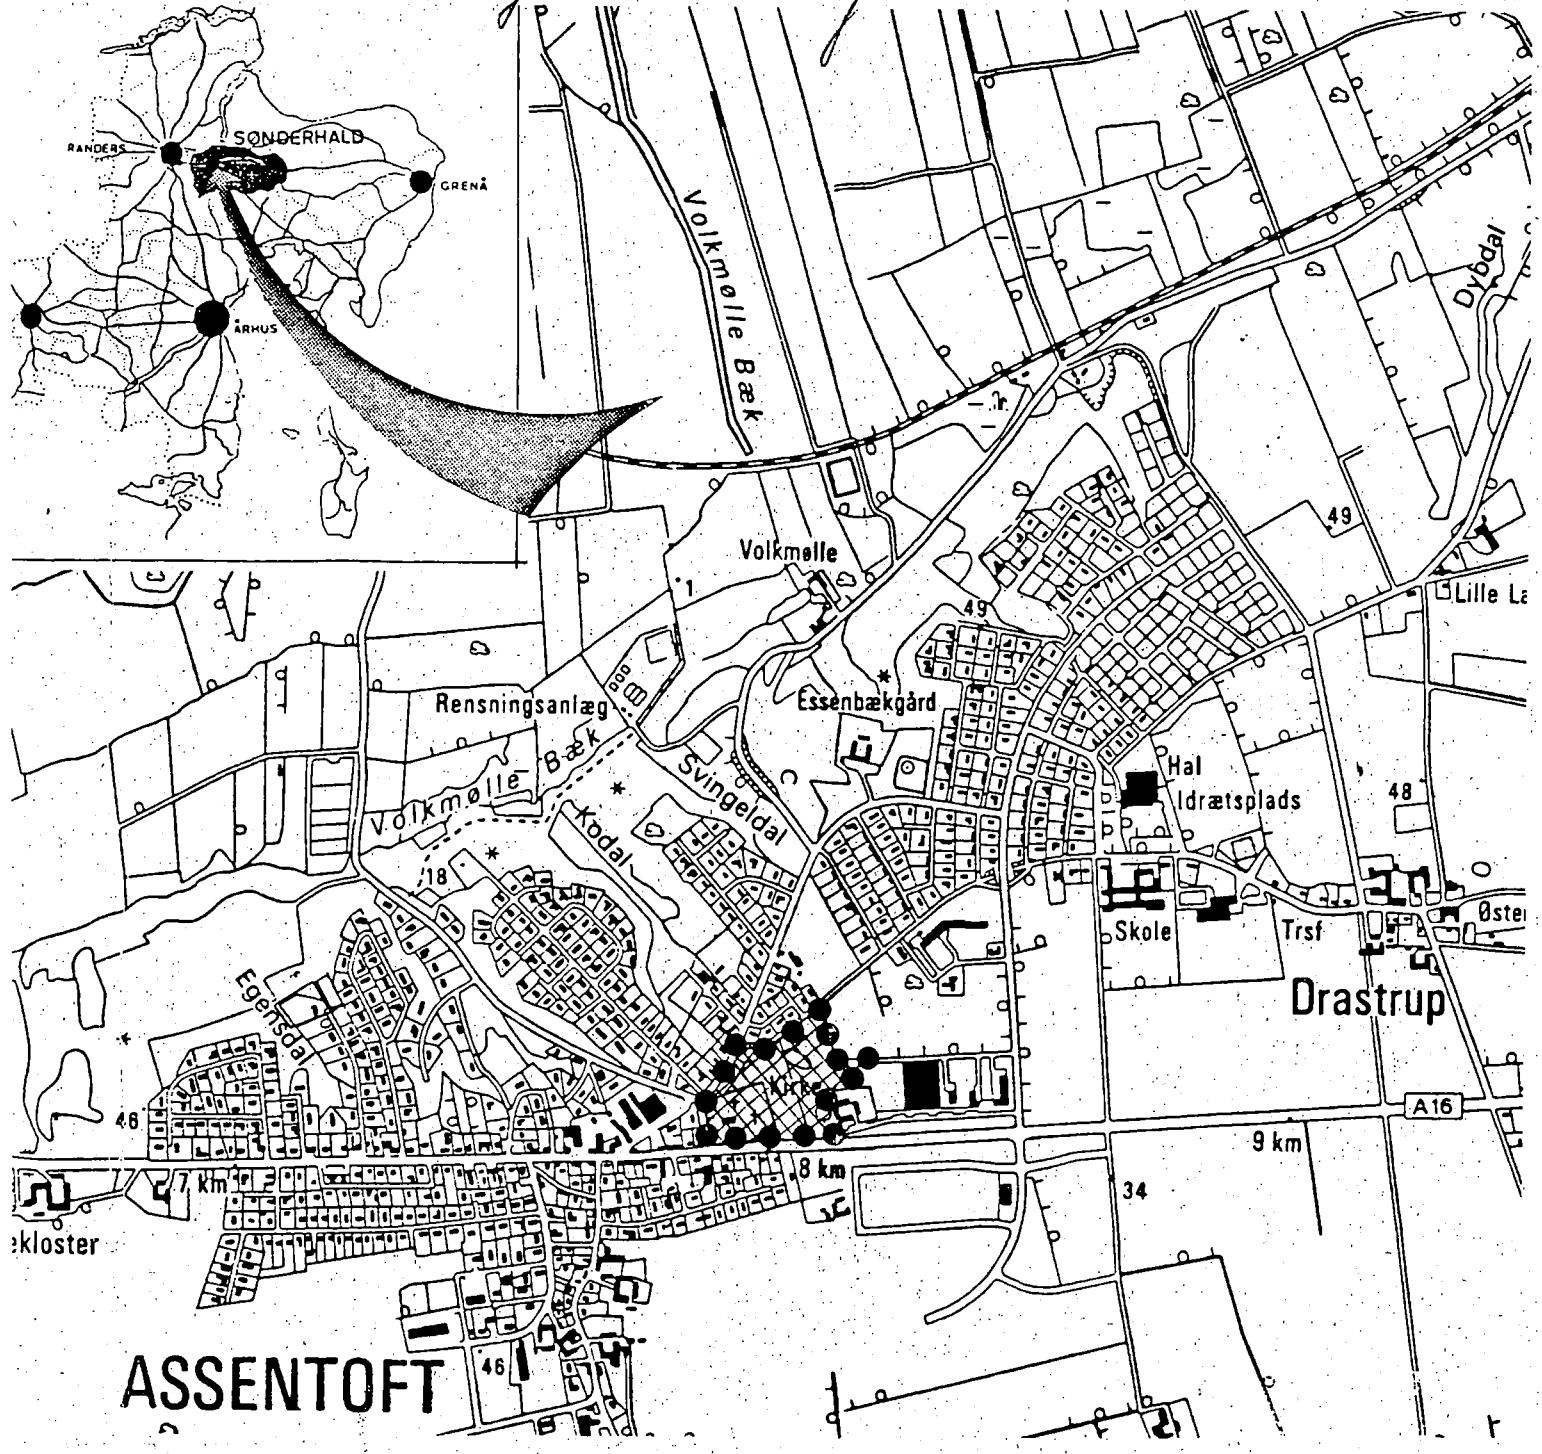 SØNDERHALD
RANDERS
GRENÅ
ÅRHUS
Volkmølle Bæk
Dybdal
49
Volkmølle
1
Lille La
49
Rensningsanlæg
Essenbækgård
Volkmølle Bæk
Svingeldal
Hal
Idrætsplads
48
Kodal
18
Skole
Trsf
Øster
Drastrup
Egensdal
Kirke
46
A16
7 km
8 km
9 km
34
ekloster
ASSENTOFT
46